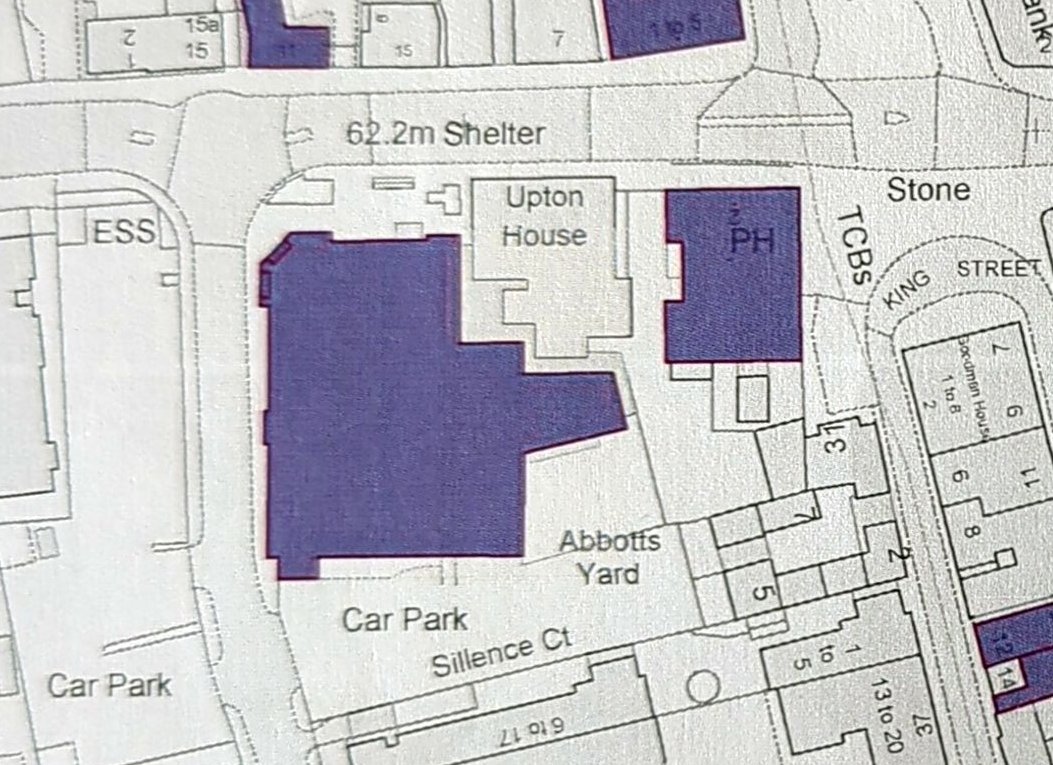 15a
2
15
1
11
15
7
1 to 5
62.2m Shelter
Upton
House
Stone
ESS
PH
TCBs
KING
STREET
7
1 to 8
2
9
31
6
11
7
8
Abbotts
Yard
2
5
Car Park
12
Sillence Ct
1
to
5
14
Car Park
13 to 20
37
6 to 17